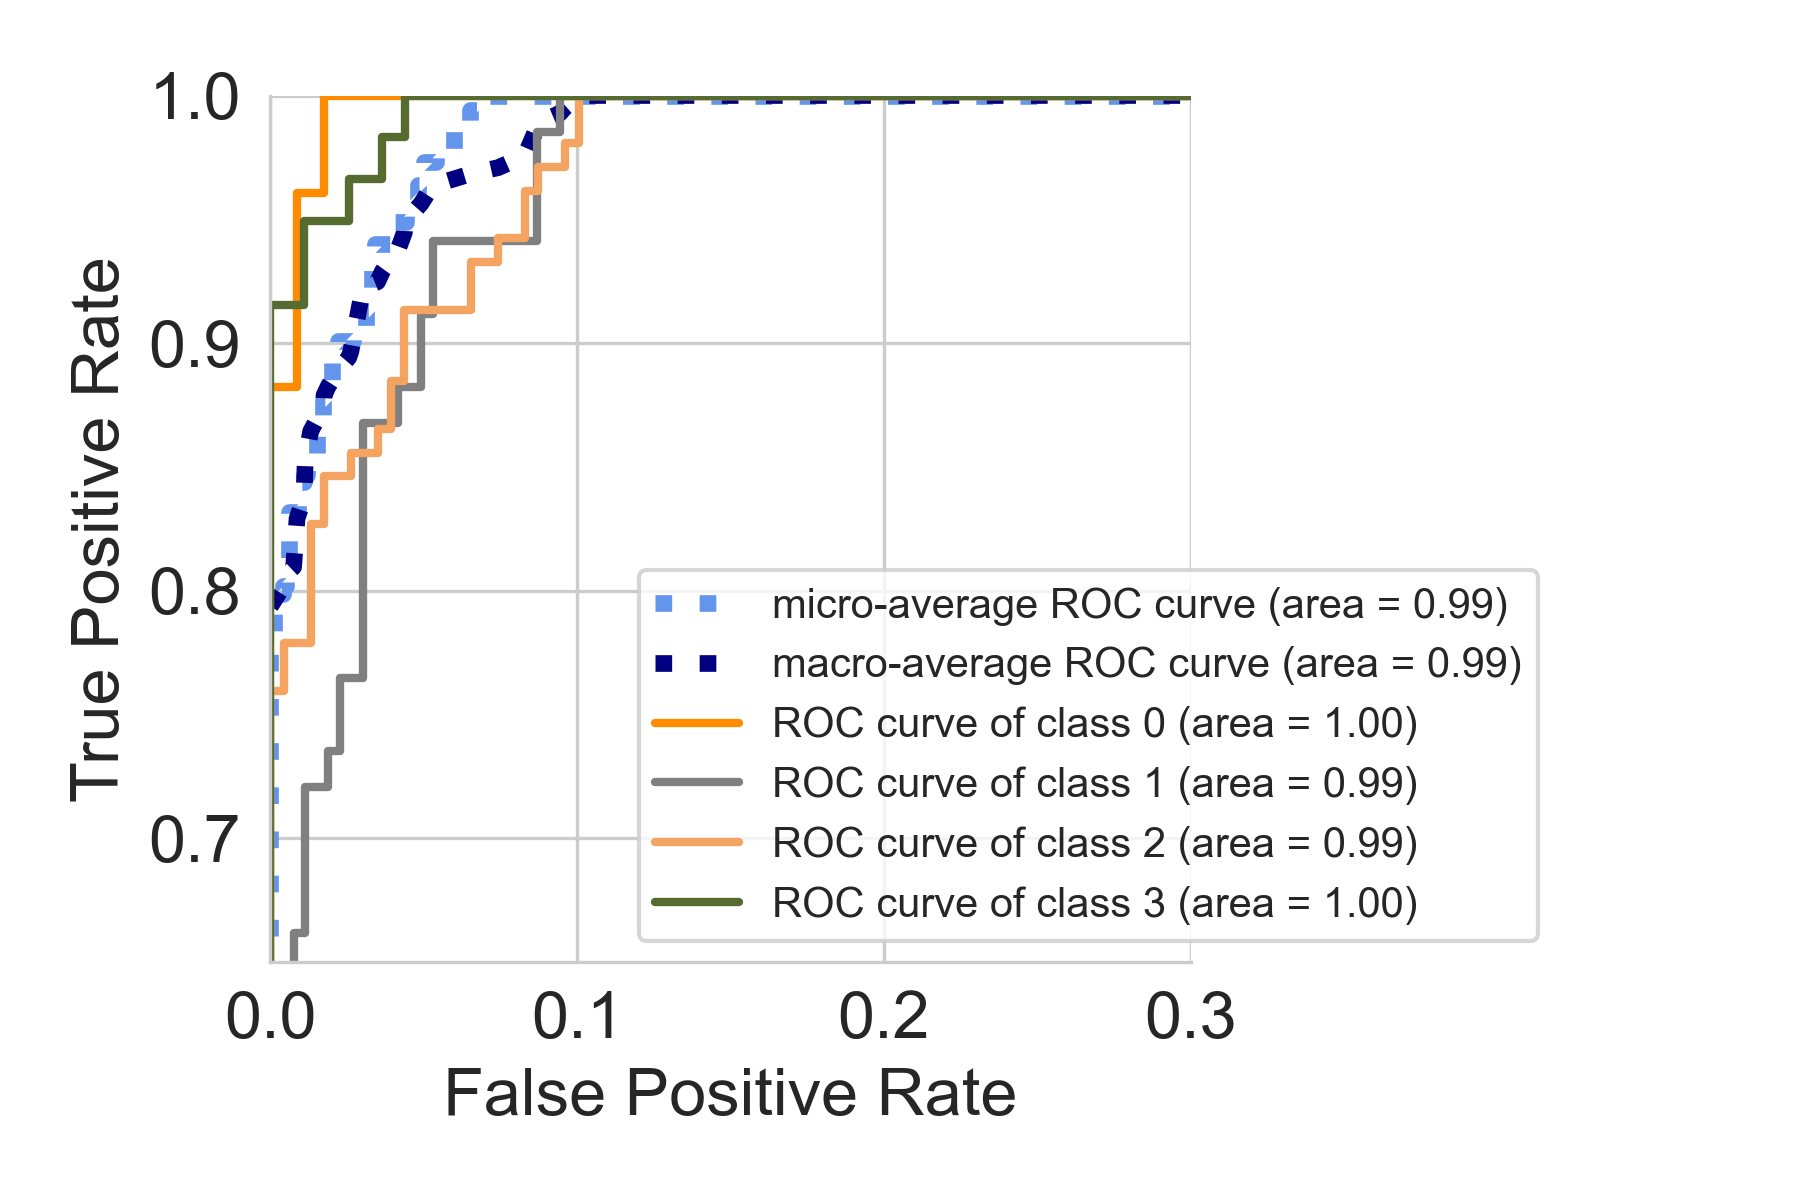 1.0
0.9
0.8
0.7
True Positive Rate
micro-average ROC curve (area = 0.99)
macro-average ROC curve (area = 0.99)
ROC curve of class 0 (area = 1.00)
ROC curve of class 1 (area = 0.99)
ROC curve of class 2 (area = 0.99)
ROC curve of class 3 (area = 1.00)
0.0 0.1 0.2 0.3
False Positive Rate